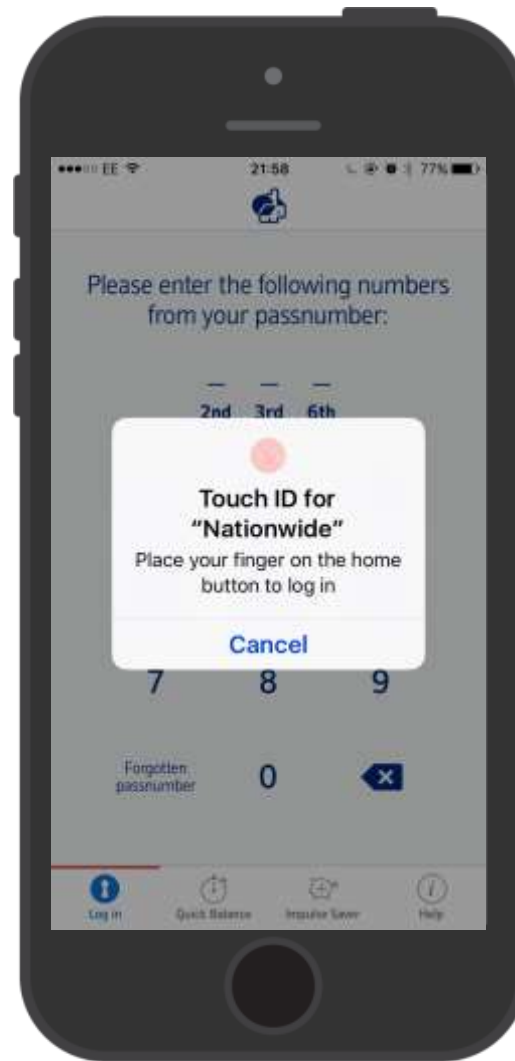 EE 21:58 77%
Please enter the following numbers
from your passnumber:
2nd 3rd 6th
Touch ID for
“Nationwide”
Place your finger on the home
button to log in
Cancel
7 8 9
Forgotten
passnumber
0
Log in Quick Balance Impulse Saver Help